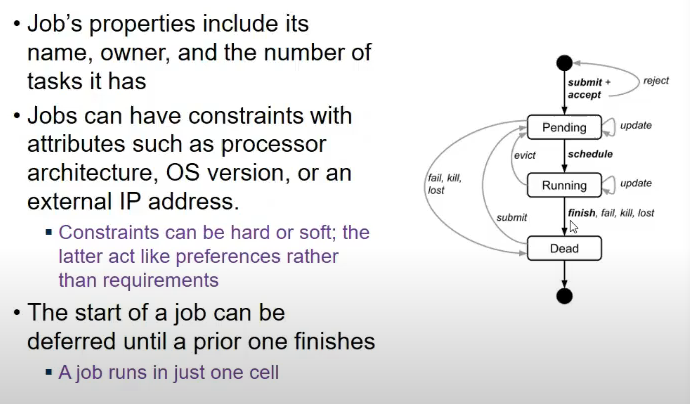 • Job's properties include its
name, owner, and the number of
tasks it has
• Jobs can have constraints with
attributes such as processor
architecture, OS version, or an
external IP address.
▪ Constraints can be hard or soft; the
latter act like preferences rather
than requirements
• The start of a job can be
deferred until a prior one finishes
▪ A job runs in just one cell
submit +
accept
reject
Pending
update
evict
schedule
fail, kill,
lost
Running
update
submit
finish, fail, kill, lost
Dead